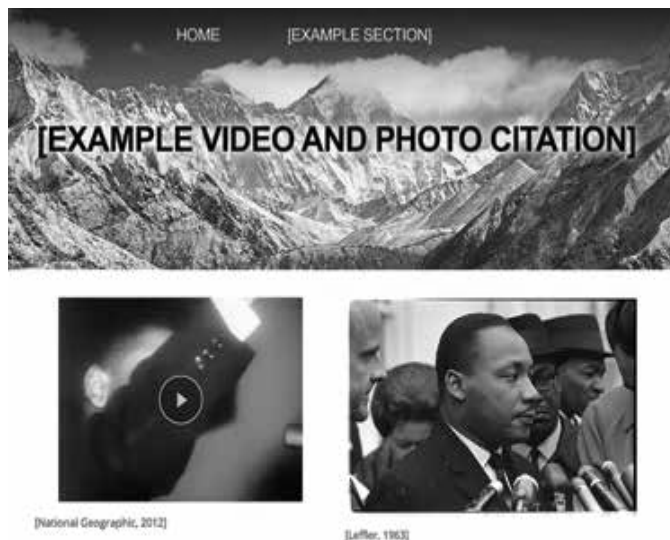 HOME [EXAMPLE SECTION]
[EXAMPLE VIDEO AND PHOTO CITATION]
[National Geographic, 2012]
[Leffler, 1963]